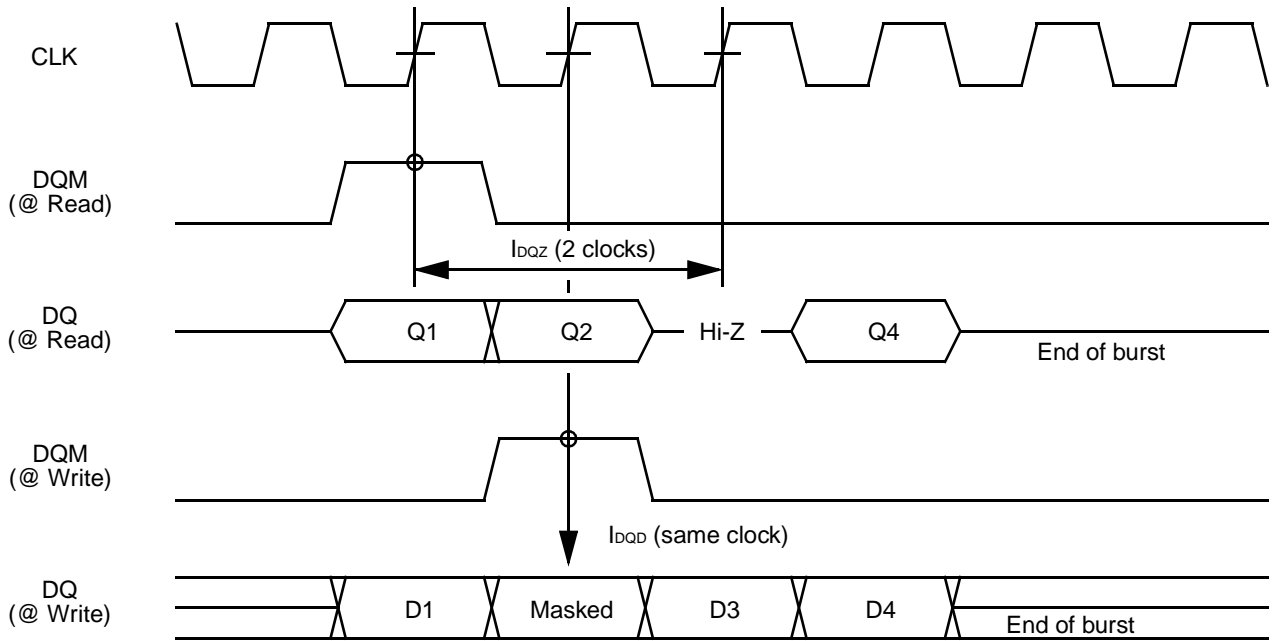 CLK
DQM
(@ Read)
IDQZ (2 clocks)
DQ
(@ Read)
Q1
Q2
Hi-Z
Q4
End of burst
DQM
(@ Write)
IDQD (same clock)
DQ
(@ Write)
D1
Masked
D3
D4
End of burst